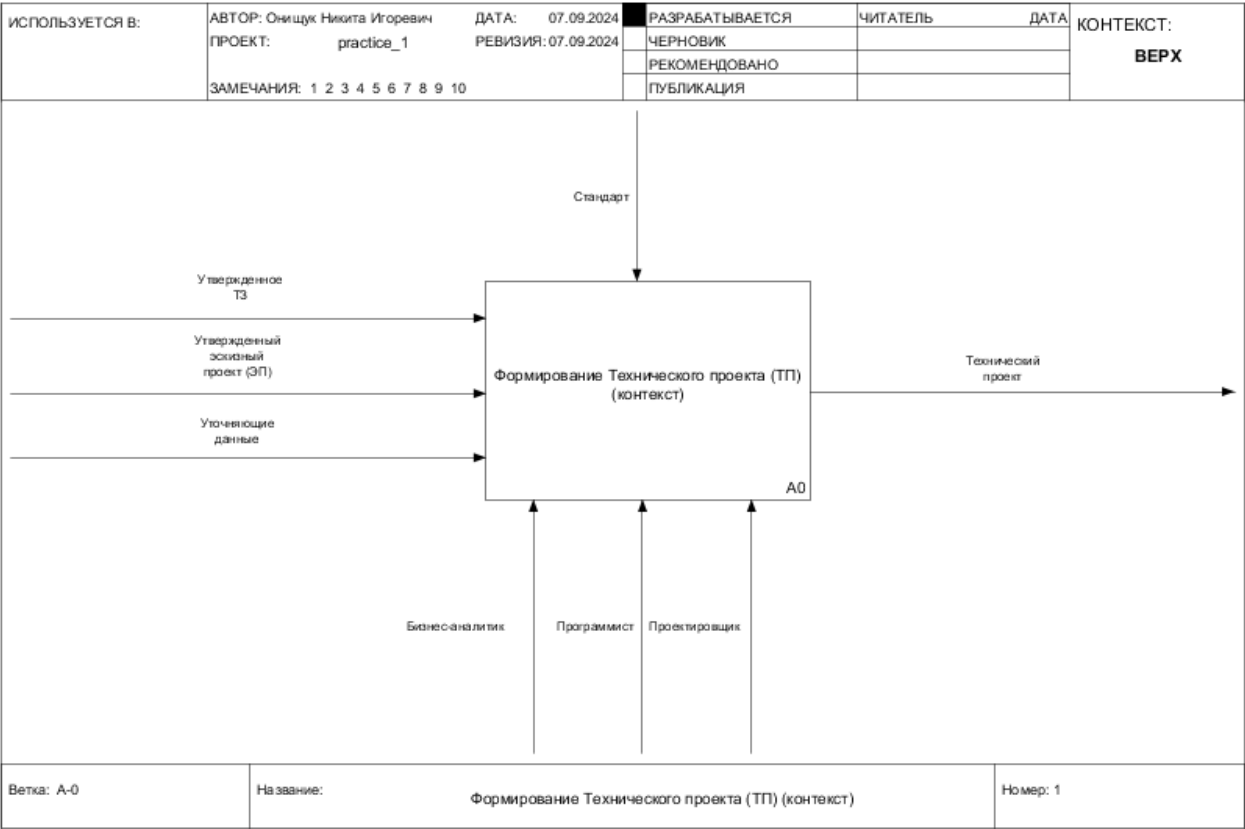 ИСПОЛЬЗУЕТСЯ В:
АВТОР: Онищук Никита Игоревич
ДАТА: 07.09.2024
ПРОЕКТ: practice_1
РЕВИЗИЯ: 07.09.2024
ЗАМЕЧАНИЯ: 1 2 3 4 5 6 7 8 9 10
РАЗРАБАТЫВАЕТСЯ
ЧЕРНОВИК
РЕКОМЕНДОВАНО
ПУБЛИКАЦИЯ
ЧИТАТЕЛЬ ДАТА
КОНТЕКСТ:
ВЕРХ
Стандарт
Утвержденное
ТЗ
Утвержденный
эскизный
проект (ЭП)
Уточняющие
данные
Формирование Технического проекта (ТП)
(контекст)
A0
Технический
проект
Бизнес-аналитик
Программист
Проектировщик
Ветка: A-0
Название:
Формирование Технического проекта (ТП) (контекст)
Номер: 1